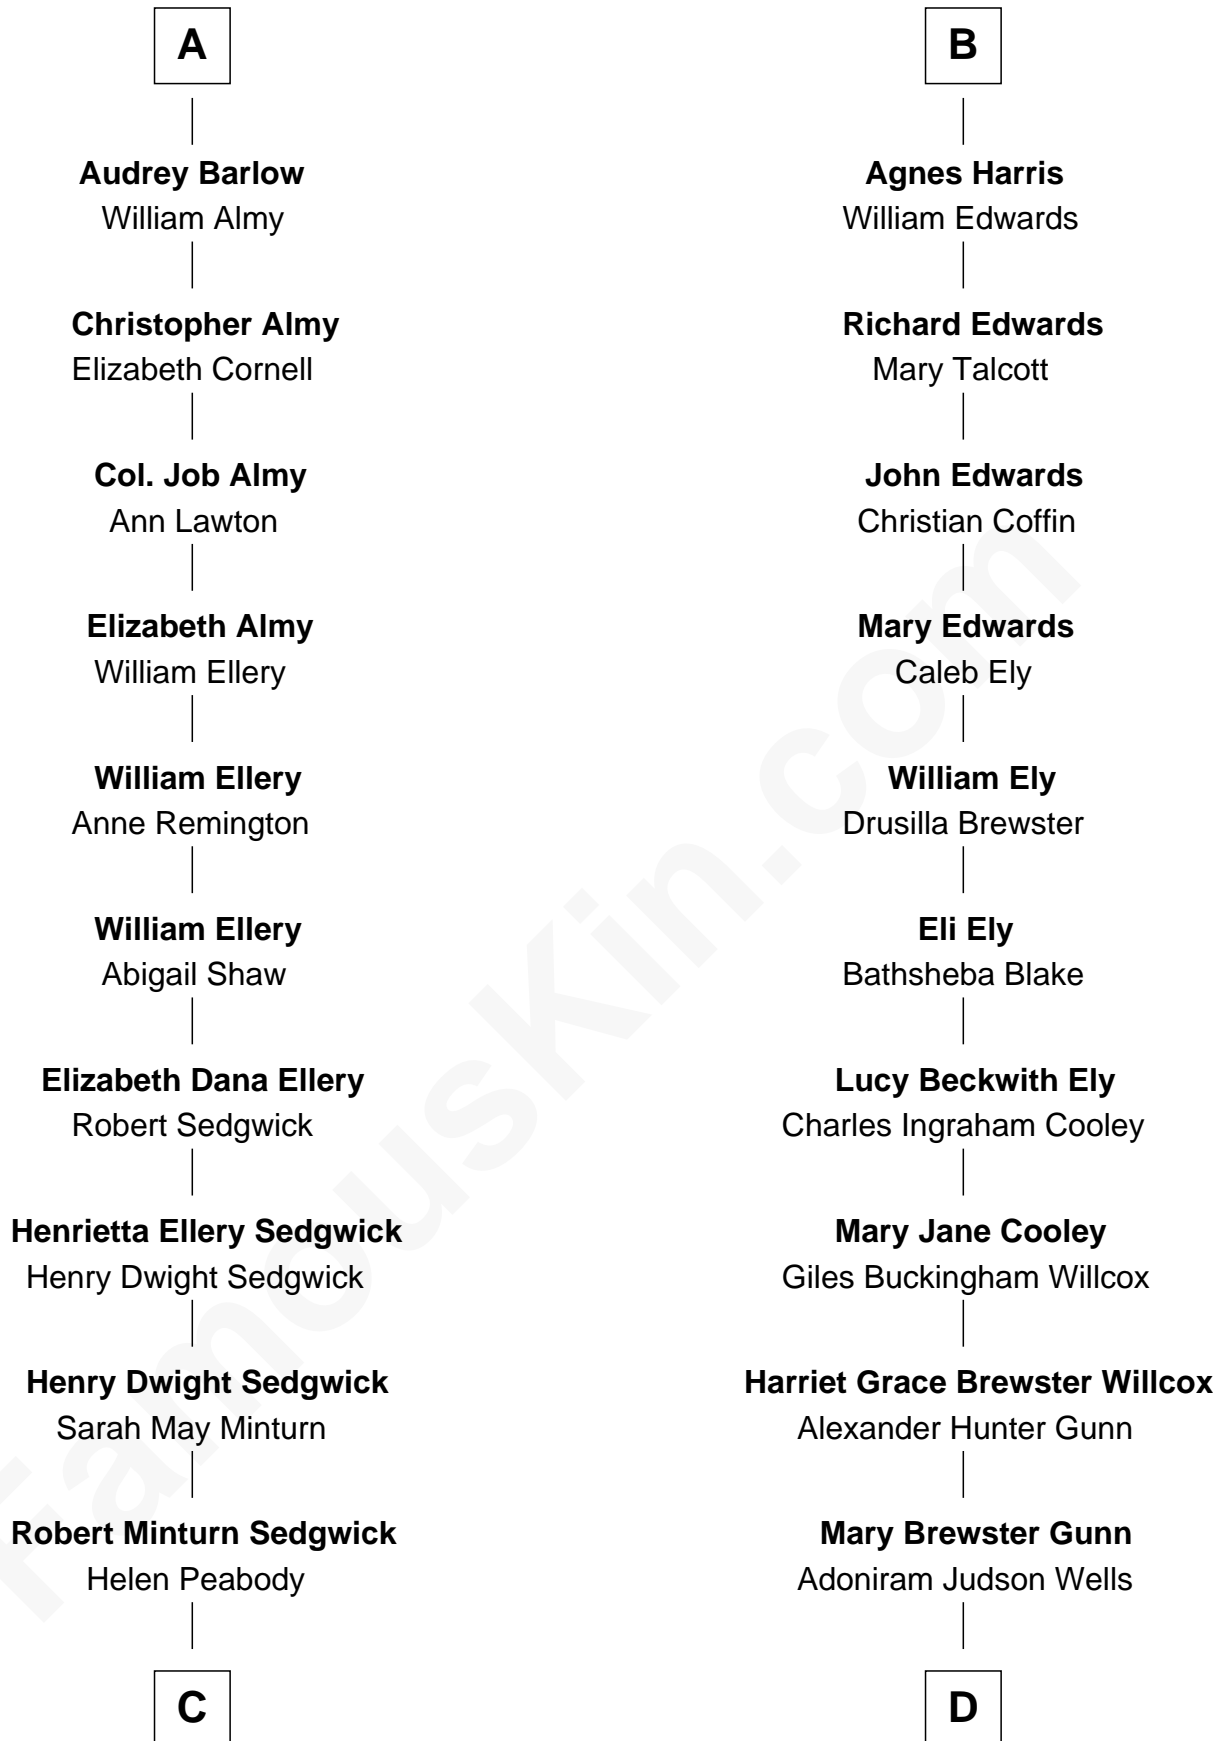 A
Audrey Barlow
William Almy
Christopher Almy
Elizabeth Cornell
Col. Job Almy
Ann Lawton
Elizabeth Almy
William Ellery
William Ellery
Anne Remington
William Ellery
Abigail Shaw
Elizabeth Dana Ellery
Robert Sedgwick
Henrietta Ellery Sedgwick
Henry Dwight Sedgwick
Henry Dwight Sedgwick
Sarah May Minturn
Robert Minturn Sedgwick
Helen Peabody
C
B
Agnes Harris
William Edwards
Richard Edwards
Mary Talcott
John Edwards
Christian Coffin
Mary Edwards
Caleb Ely
William Ely
Drusilla Brewster
Eli Ely
Bathsheba Blake
Lucy Beckwith Ely
Charles Ingraham Cooley
Mary Jane Cooley
Giles Buckingham Willcox
Harriet Grace Brewster Willcox
Alexander Hunter Gunn
Mary Brewster Gunn
Adoniram Judson Wells
D
FamousKin.com